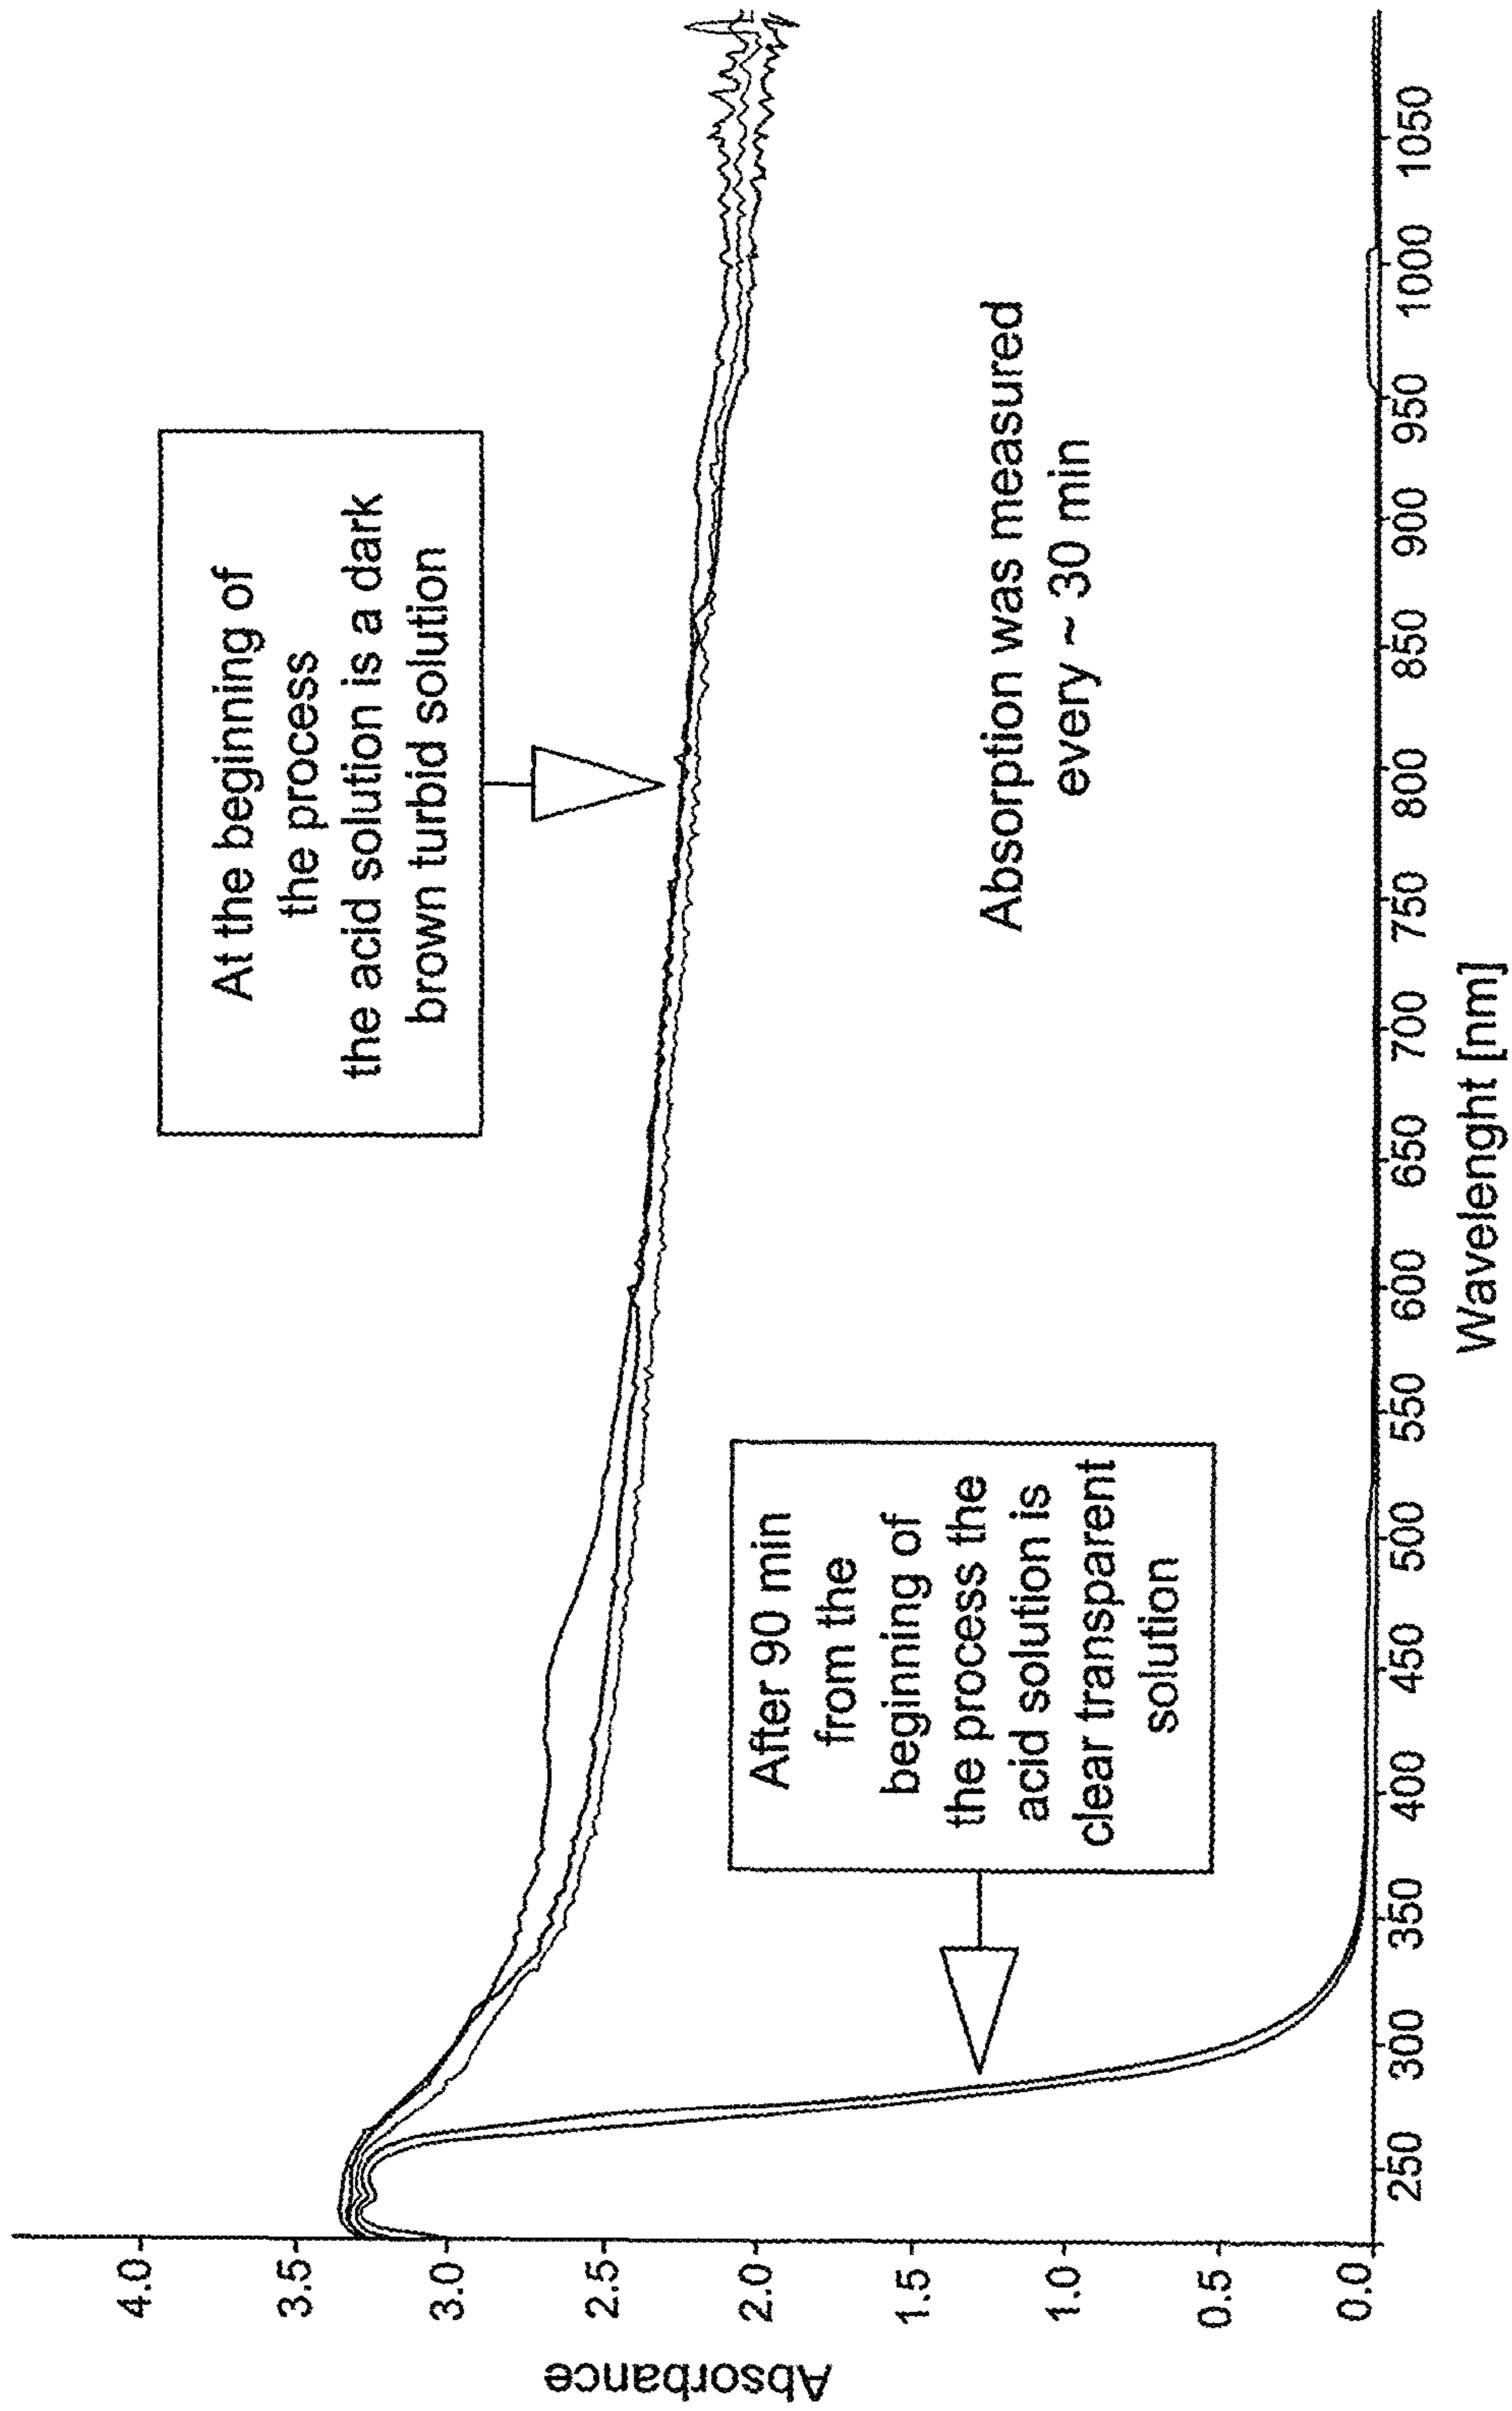 Absorbance
4.0
3.5
3.0
2.5
2.0
1.5
1.0
0.5
0.0
At the beginning of
the process
the acid solution is a dark
brown turbid solution
After 90 min
from the
beginning of
the process the
acid solution is
clear transparent
solution
Absorption was measured
every ~ 30 min
250 300 350 400 450 500 550 600 650 700 750 800 850 900 950 1000 1050
Wavelenght [nm]